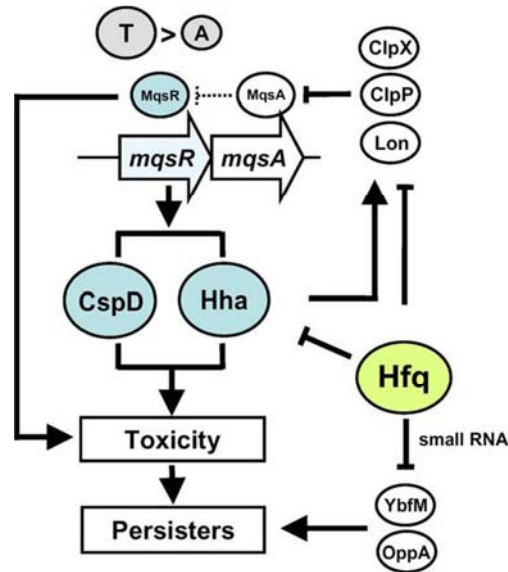 T > A
ClpX
MqsR
MqsA
ClpP
Lon
mqsR
mqsA
CspD
Hha
Hfq
small RNA
Toxicity
YbfM
Persisters
OppA